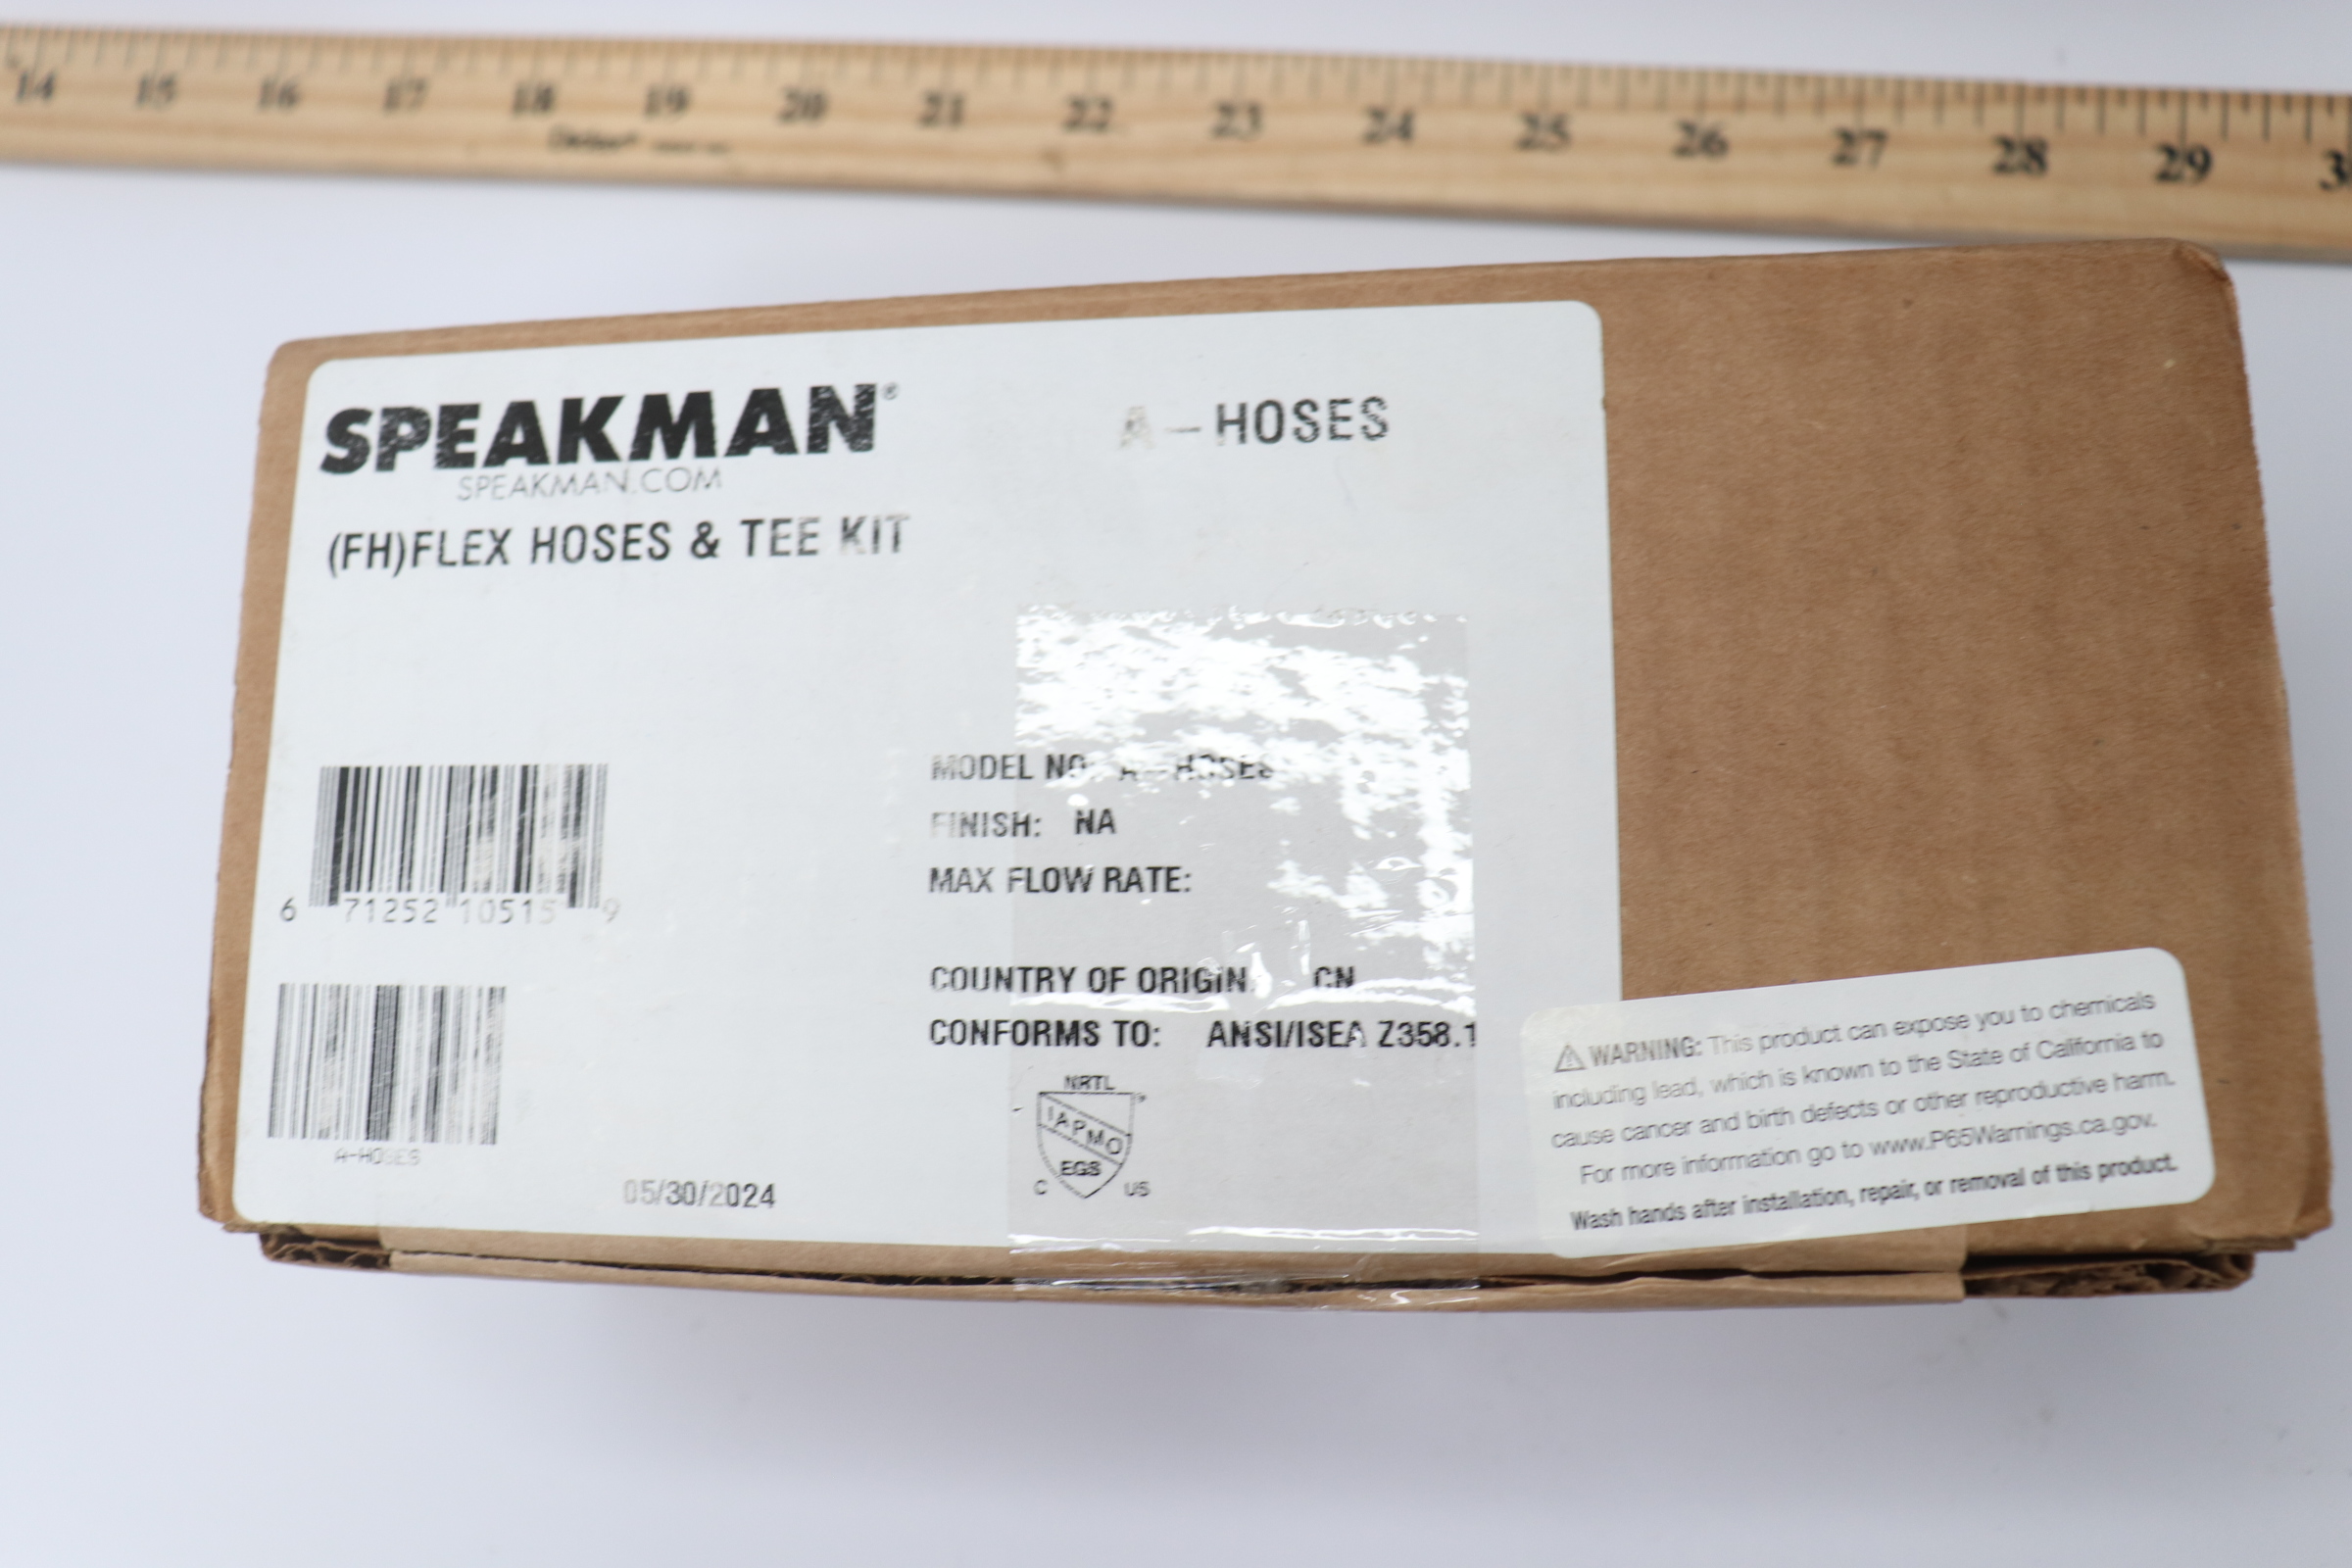 14 15 16 17 18 19 20 21 22 23 24 25 26 27 28 29
SPEAKMAN®
SPEAKMAN.COM
A-HOSES
(FH)FLEX HOSES & TEE KIT
MODEL NO: A-HOSES
FINISH: NA
MAX FLOW RATE:
6 71252 10515 9
COUNTRY OF ORIGIN: CN
CONFORMS TO: ANSI/ISEA Z358.1
A-HOSES
05/30/2024
NRTL
IAPMO
EGS
C US
⚠ WARNING: This product can expose you to chemicals
including lead, which is known to the State of California to
cause cancer and birth defects or other reproductive harm.
For more information go to www.P65Warnings.ca.gov.
Wash hands after installation, repair, or removal of this product.